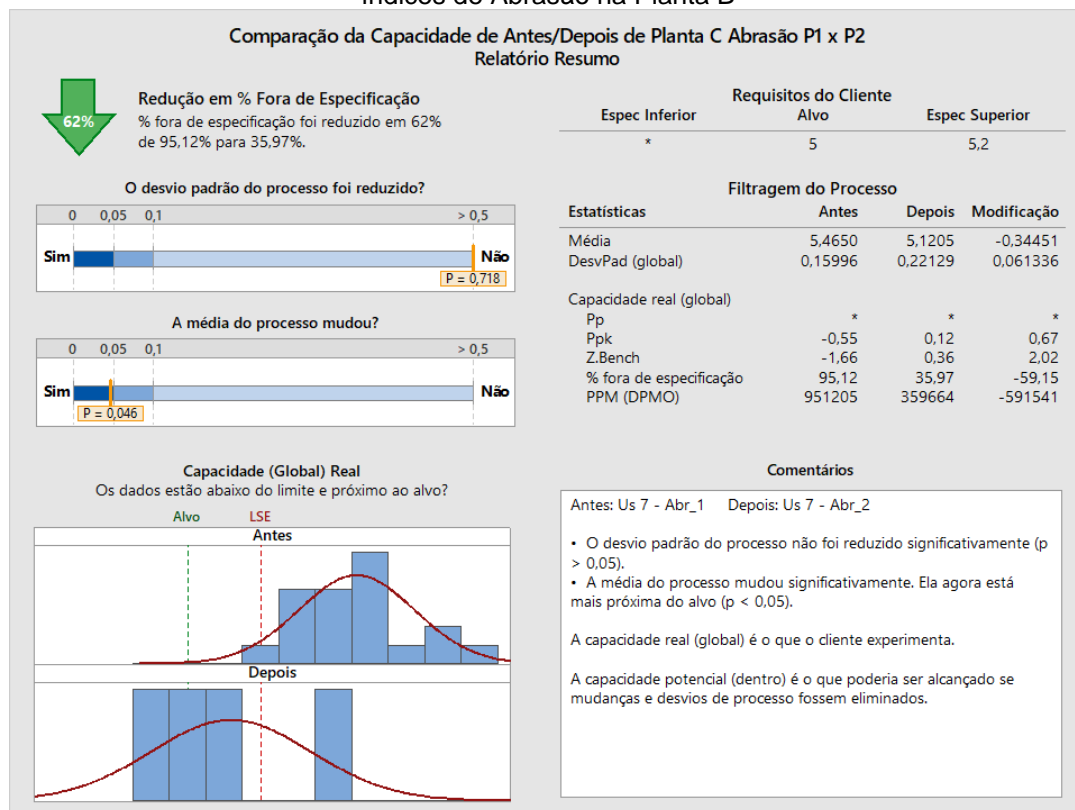 Índices de Abrasão na Planta B
Comparação da Capacidade de Antes/Depois de Planta C Abrasão P1 x P2
Relatório Resumo
62%
Redução em % Fora de Especificação
% fora de especificação foi reduzido em 62%
de 95,12% para 35,97%.
Requisitos do Cliente
Espec Inferior Alvo Espec Superior
* 5 5,2
O desvio padrão do processo foi reduzido?
0 0,05 0,1 > 0,5
Sim Não
P = 0,718
A média do processo mudou?
0 0,05 0,1 > 0,5
Sim Não
P = 0,046
Filtragem do Processo
Estatísticas Antes Depois Modificação
Média 5,4650 5,1205 -0,34451
DesvPad (global) 0,15996 0,22129 0,061336
Capacidade real (global)
Pp * * *
Ppk -0,55 0,12 0,67
Z.Bench -1,66 0,36 2,02
% fora de especificação 95,12 35,97 -59,15
PPM (DPMO) 951205 359664 -591541
Capacidade (Global) Real
Os dados estão abaixo do limite e próximo ao alvo?
Alvo LSE
Antes
Depois
Comentários
Antes: Us 7 - Abr_1 Depois: Us 7 - Abr_2
• O desvio padrão do processo não foi reduzido significativamente (p
> 0,05).
• A média do processo mudou significativamente. Ela agora está
mais próxima do alvo (p < 0,05).
A capacidade real (global) é o que o cliente experimenta.
A capacidade potencial (dentro) é o que poderia ser alcançado se
mudanças e desvios de processo fossem eliminados.